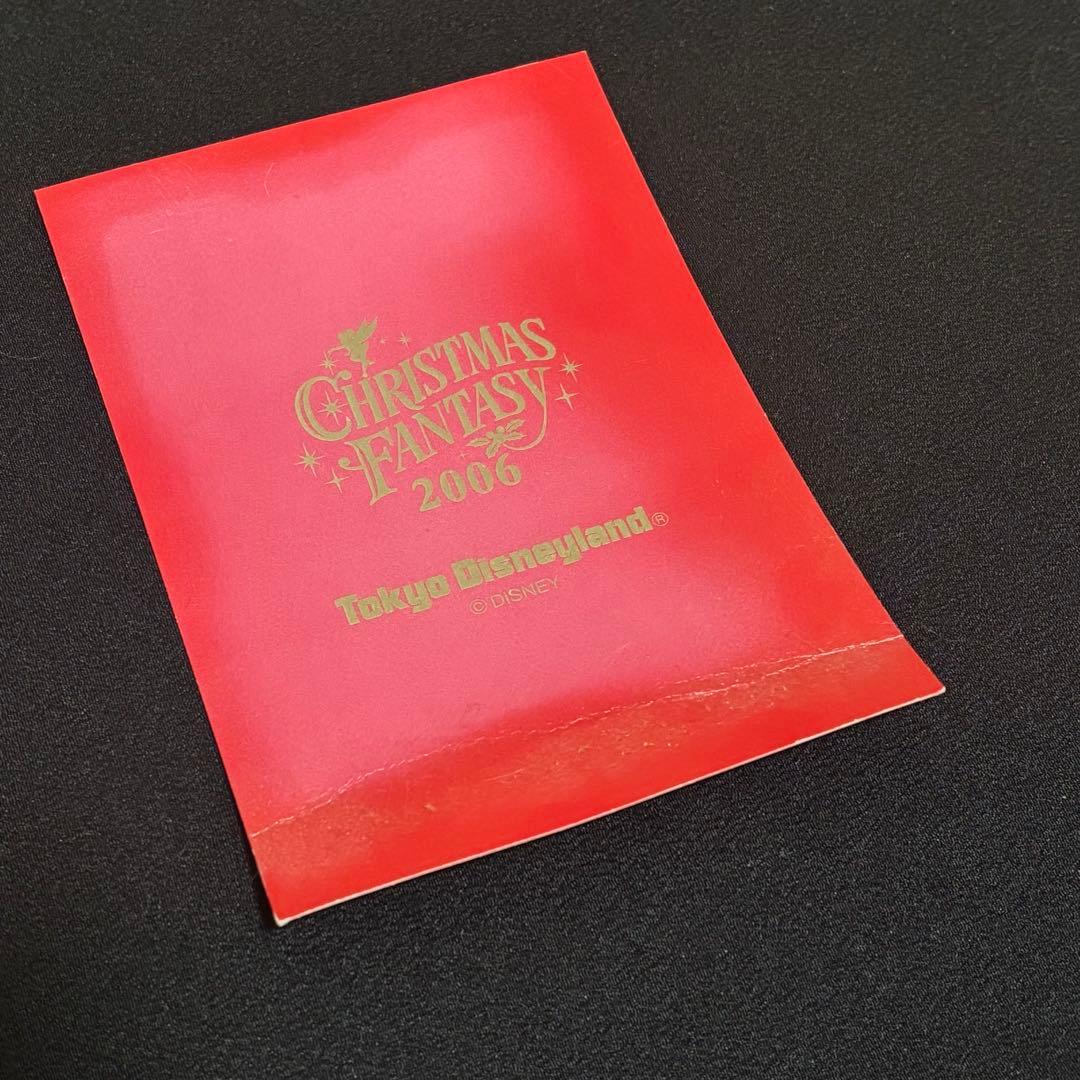 CHRISTMAS
FANTASY
2006
Tokyo Disneyland®
© DISNEY